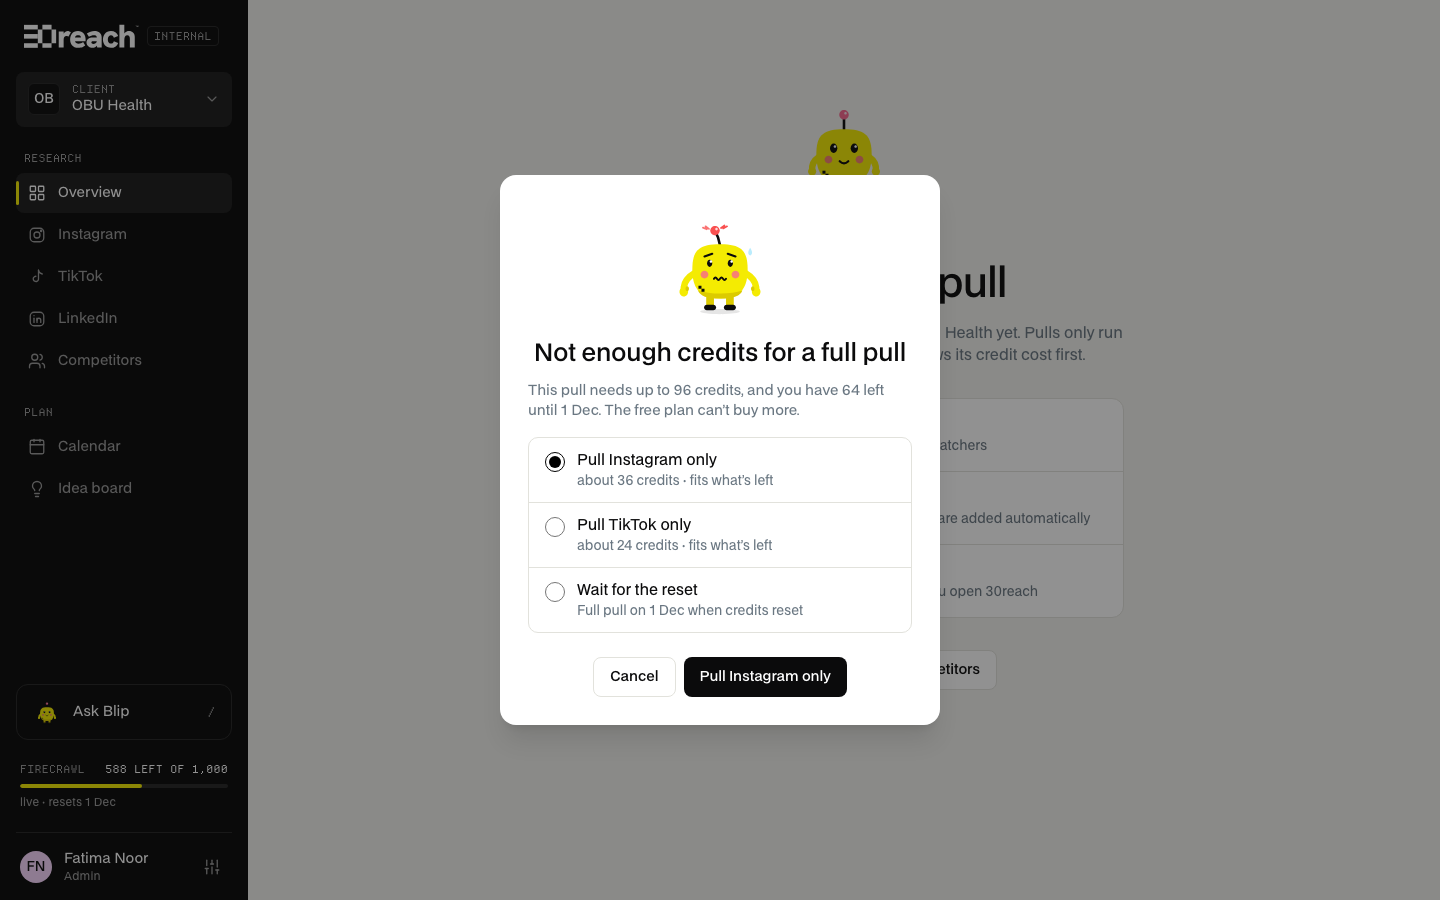 30reach
INTERNAL
OB
CLIENT
OBU Health
RESEARCH
Overview
Instagram
TikTok
LinkedIn
Competitors
PLAN
Calendar
Idea board
Ask Blip
/
FIRECRAWL 588 LEFT OF 1,000
live · resets 1 Dec
FN
Fatima Noor
Admin
pull
Health yet. Pulls only run
its credit cost first.
are added automatically
open 30reach
Not enough credits for a full pull
This pull needs up to 96 credits, and you have 64 left
until 1 Dec. The free plan can’t buy more.
Pull Instagram only
about 36 credits · fits what’s left
Pull TikTok only
about 24 credits · fits what’s left
Wait for the reset
Full pull on 1 Dec when credits reset
Cancel
Pull Instagram only